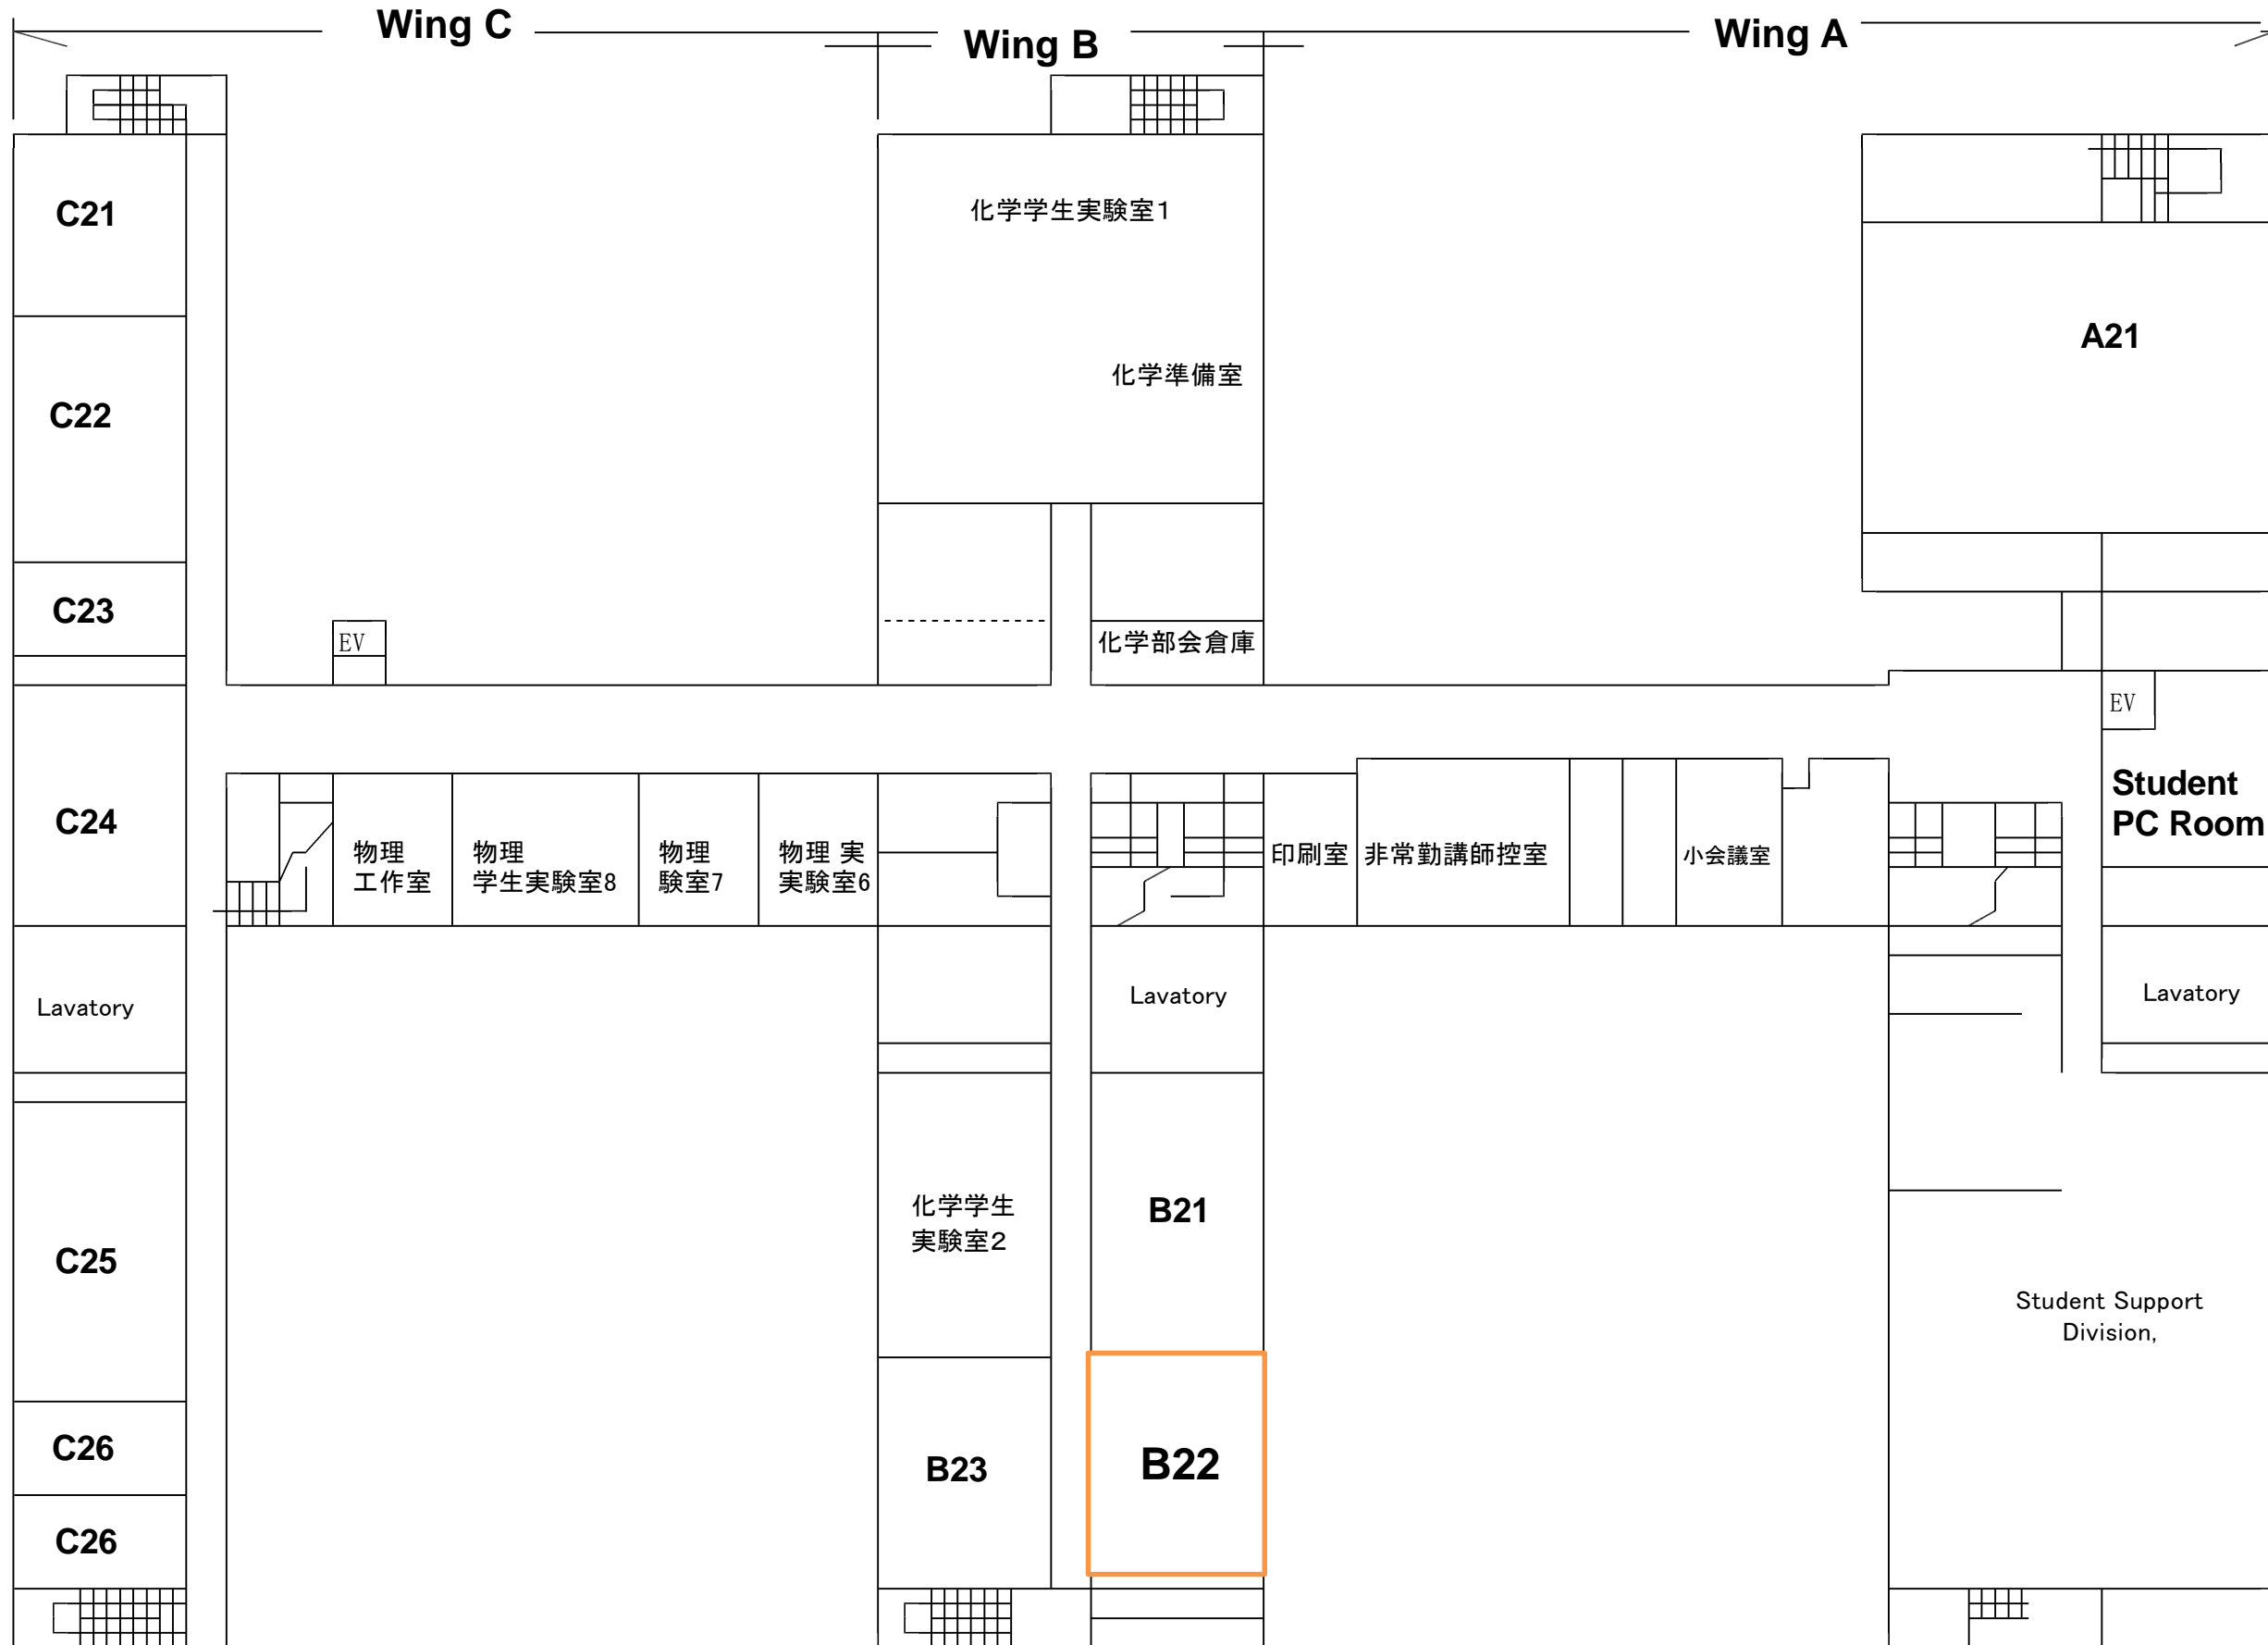 Wing C
Wing B
Wing A
C21
化学学生実験室1
A21
化学準備室
C22
C23
EV
化学部会倉庫
EV
Student
PC Room
C24
物理
工作室
物理
学生実験室8
物理
験室7
物理 実
実験室6
印刷室
非常勤講師控室
小会議室
Lavatory
Lavatory
Lavatory
化学学生
実験室2
B21
C25
Student Support
Division,
C26
B23
B22
C26